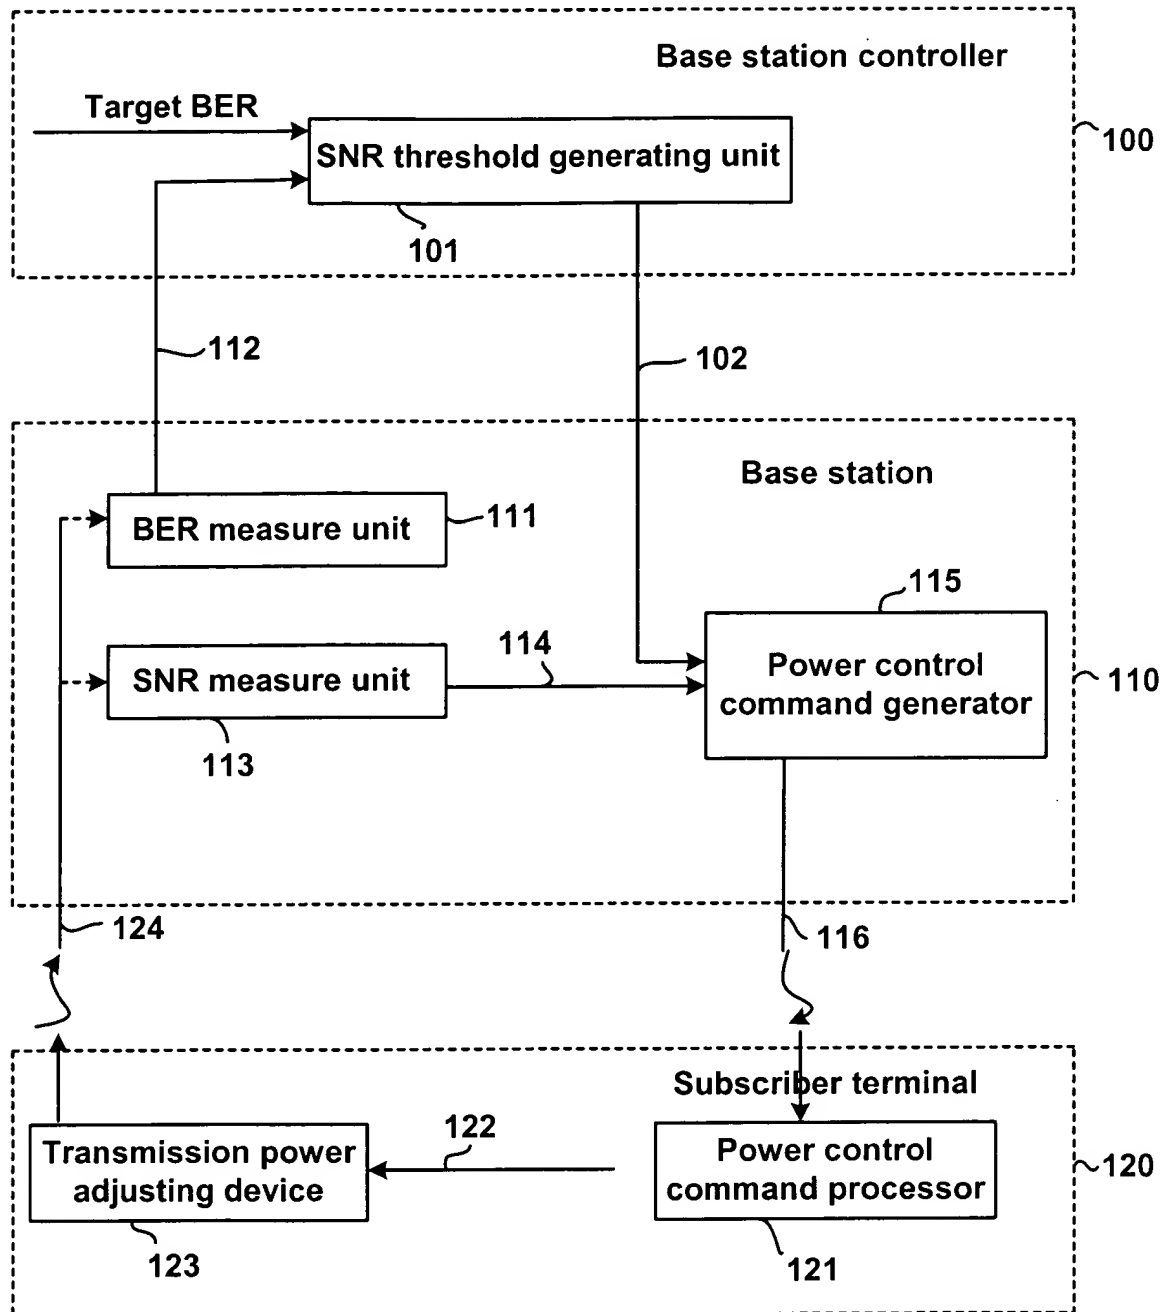 Base station controller
Target BER
SNR threshold generating unit
100
101
112
102
Base station
BER measure unit
111
115
114
SNR measure unit
Power control
command generator
110
113
124
116
Subscriber terminal
122
Transmission power
adjusting device
Power control
command processor
120
123
121